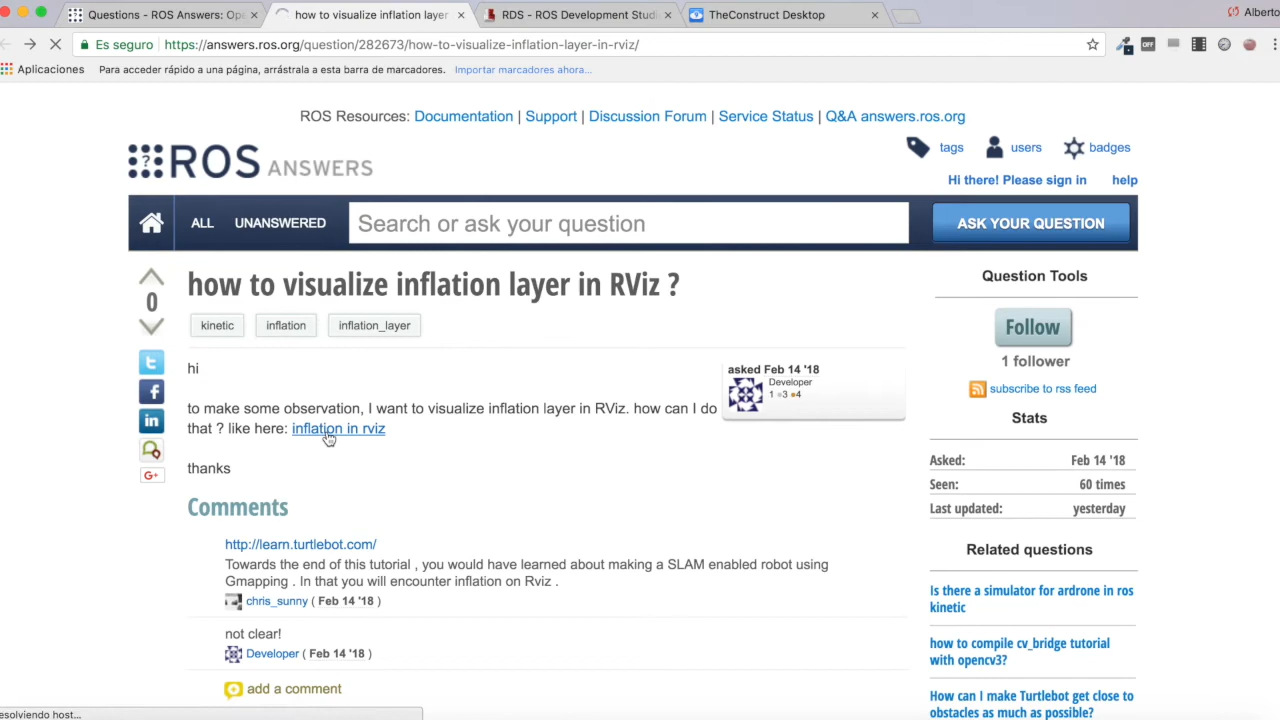 Questions - ROS Answers: Ope
how to visualize inflation layer
RDS - ROS Development Studi
TheConstruct Desktop
Alberto
Es seguro https://answers.ros.org/question/282673/how-to-visualize-inflation-layer-in-rviz/
OFF
Aplicaciones Para acceder rápido a una página, arrástrala a esta barra de marcadores. Importar marcadores ahora...
ROS Resources: Documentation | Support | Discussion Forum | Service Status | Q&A answers.ros.org
ROS ANSWERS
tags users badges
Hi there! Please sign in help
ALL UNANSWERED Search or ask your question ASK YOUR QUESTION
how to visualize inflation layer in RViz ?
0
kinetic inflation inflation_layer
hi
to make some observation, I want to visualize inflation layer in RViz. how can I do
that ? like here: inflation in rviz
thanks
asked Feb 14 '18
Developer
1 3 4
G+
Comments
http://learn.turtlebot.com/
Towards the end of this tutorial , you would have learned about making a SLAM enabled robot using
Gmapping . In that you will encounter inflation on Rviz .
chris_sunny ( Feb 14 '18 )
not clear!
Developer ( Feb 14 '18 )
add a comment
Question Tools
Follow
1 follower
subscribe to rss feed
Stats
Asked: Feb 14 '18
Seen: 60 times
Last updated: yesterday
Related questions
Is there a simulator for ardrone in ros
kinetic
how to compile cv_bridge tutorial
with opencv3?
How can I make Turtlebot get close to
obstacles as much as possible?
esolviendo host...